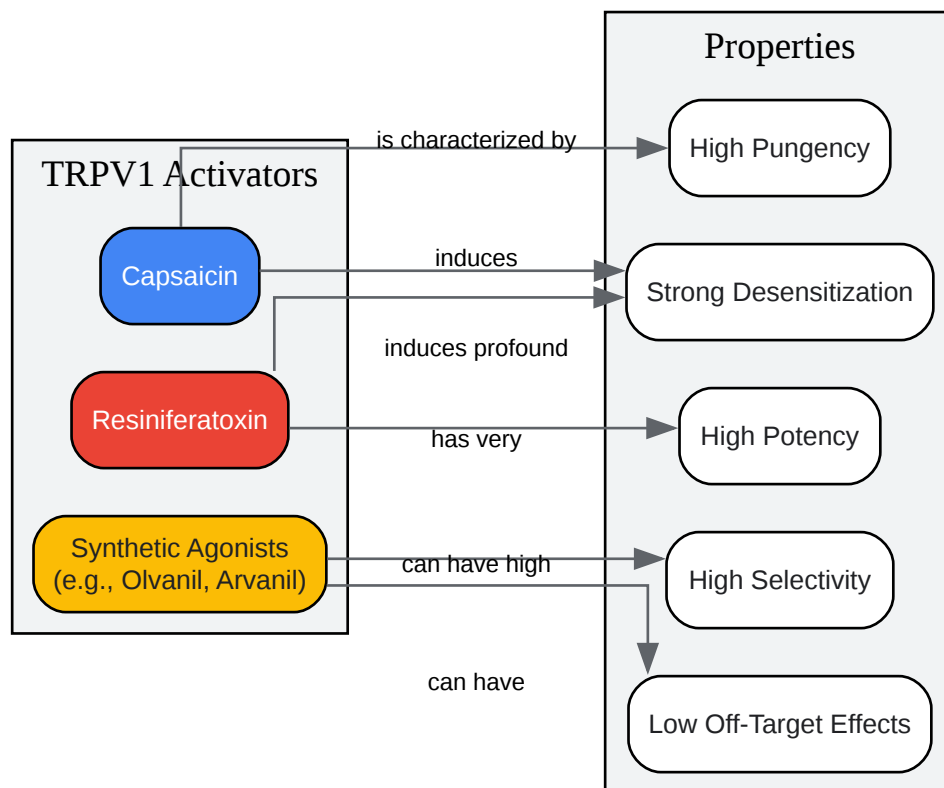 Properties
is characterized by
High Pungency
TRPV1 Activators
Capsaicin
induces
Strong Desensitization
induces profound
Resiniferatoxin
has very
High Potency
Synthetic Agonists
(e.g., Olvanil, Arvanil)
can have high
High Selectivity
can have
Low Off-Target Effects